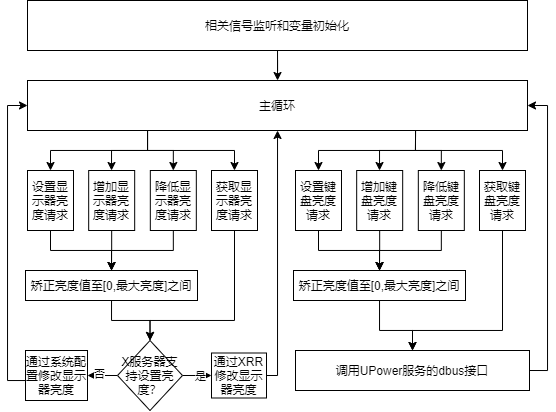 相关信号监听和变量初始化
主循环
设置显
示器亮
度请求
增加显
示器亮
度请求
降低显
示器亮
度请求
获取显
示器亮
度请求
设置键
盘亮度
请求
增加键
盘亮度
请求
降低键
盘亮度
请求
获取键
盘亮度
请求
矫正亮度值至[0,最大亮度]之间
矫正亮度值至[0,最大亮度]之间
通过系统配
置修改显示
器亮度
否
X服务器支
持设置亮
度?
是
通过XRR
修改显示
器亮度
调用UPower服务的dbus接口